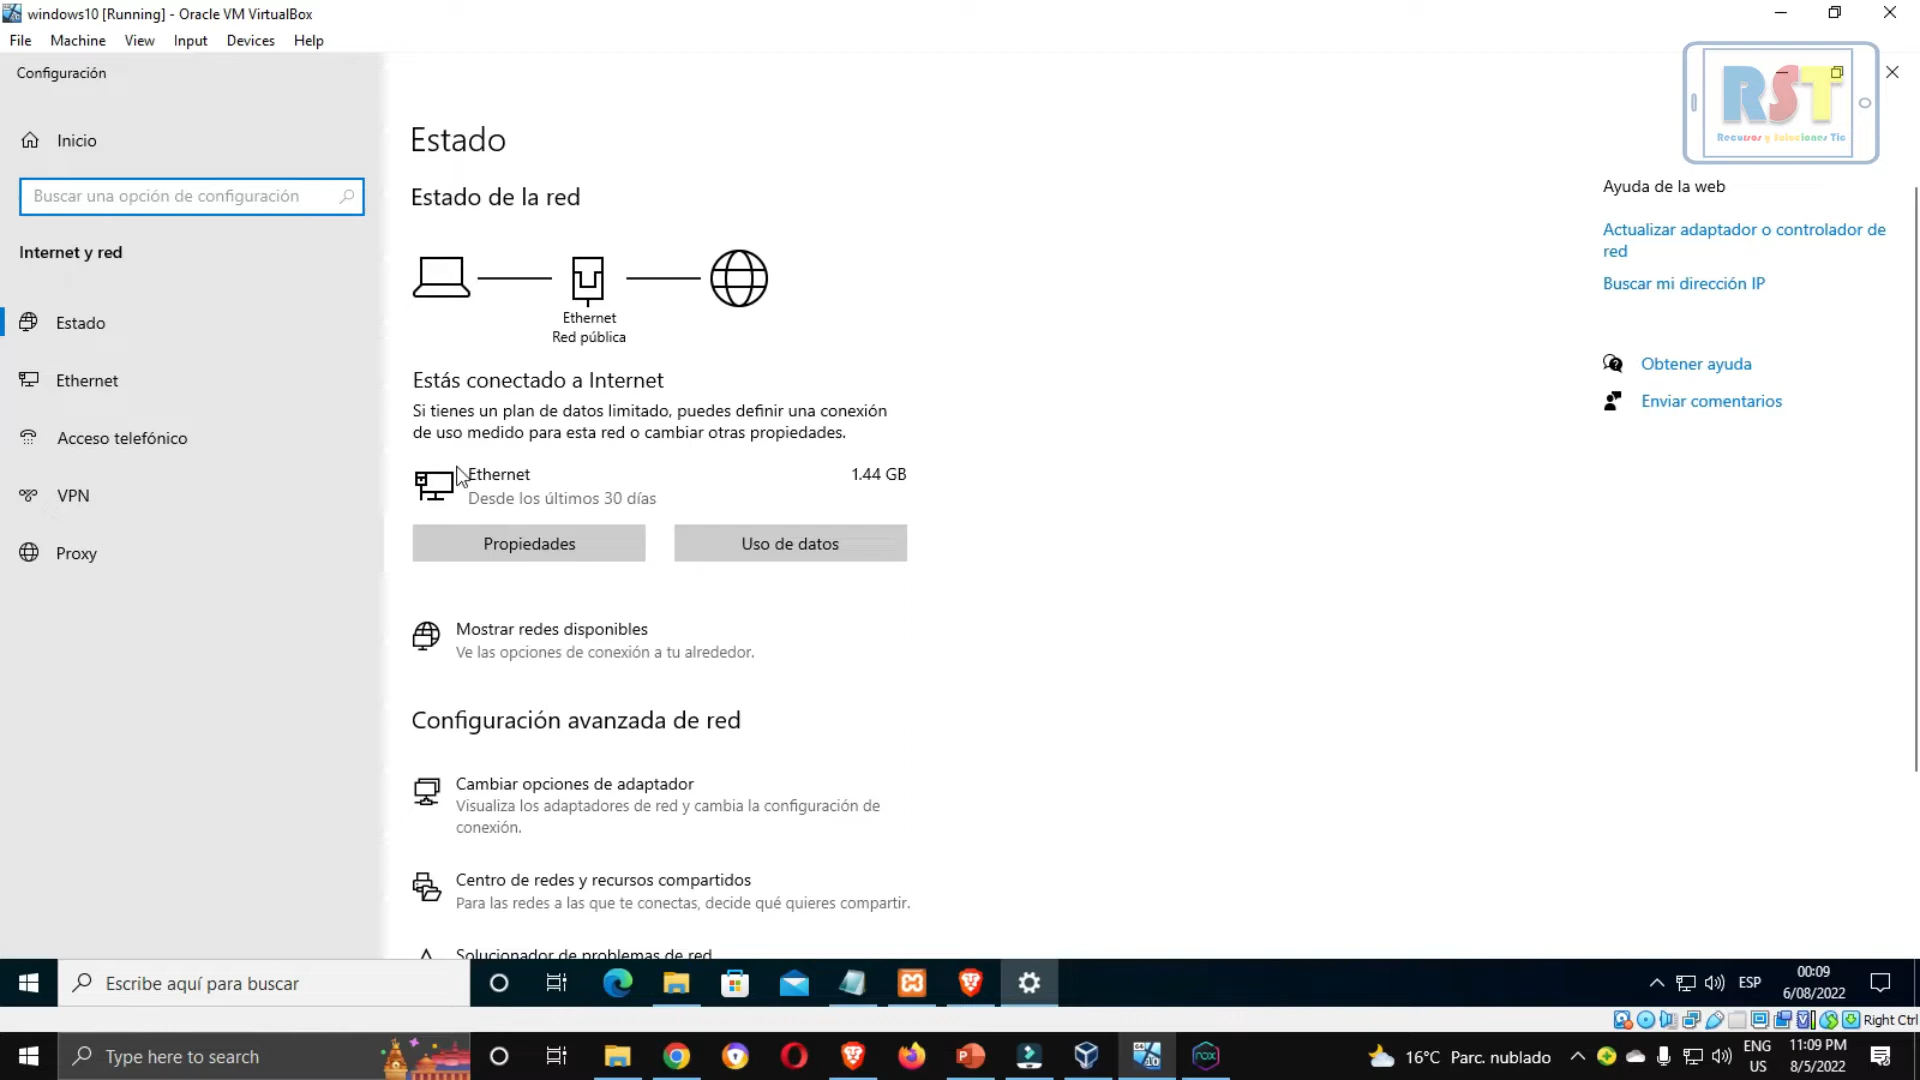 windows10 [Running] - Oracle VM VirtualBox
File Machine View Input Devices Help
Configuración
RST
Recursos y Soluciones Tic
Inicio
Buscar una opción de configuración
Internet y red
Estado
Ethernet
Acceso telefónico
VPN
Proxy
Estado
Estado de la red
Ethernet
Red pública
Estás conectado a Internet
Si tienes un plan de datos limitado, puedes definir una conexión
de uso medido para esta red o cambiar otras propiedades.
Ethernet 1.44 GB
Desde los últimos 30 días
Propiedades Uso de datos
Mostrar redes disponibles
Ve las opciones de conexión a tu alrededor.
Configuración avanzada de red
Cambiar opciones de adaptador
Visualiza los adaptadores de red y cambia la configuración de
conexión.
Centro de redes y recursos compartidos
Para las redes a las que te conectas, decide qué quieres compartir.
Solucionador de problemas de red
Ayuda de la web
Actualizar adaptador o controlador de
red
Buscar mi dirección IP
Obtener ayuda
Enviar comentarios
Escribe aquí para buscar
ESP
00:09
6/08/2022
Right Ctrl
Type here to search
P
nox
16°C Parc. nublado
ENG
US
11:09 PM
8/5/2022